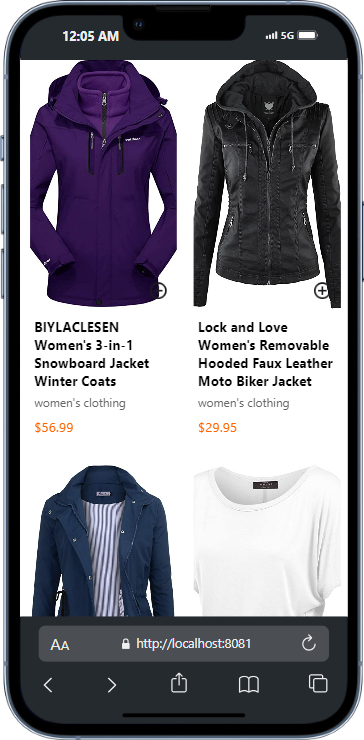 12:05 AM
5G
BIYLACLESEN
Women's 3-in-1
Snowboard Jacket
Winter Coats
women's clothing
$56.99
Lock and Love
Women's Removable
Hooded Faux Leather
Moto Biker Jacket
women's clothing
$29.95
AA
http://localhost:8081